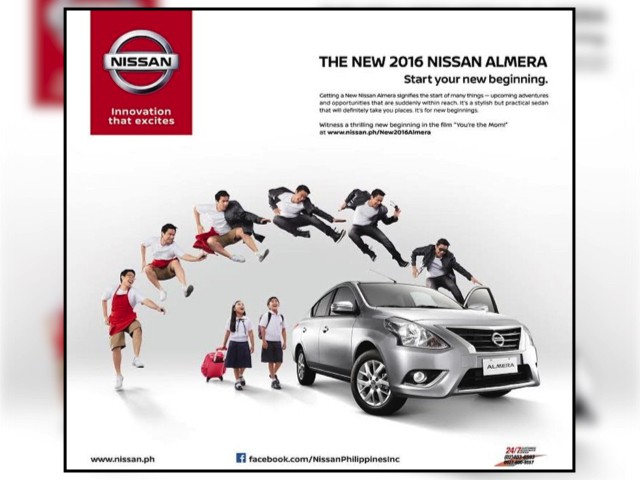 NISSAN
Innovation
that excites
THE NEW 2016 NISSAN ALMERA
Start your new beginning.
Getting a New Nissan Almera signifies the start of many things — upcoming adventures
and opportunities that are suddenly within reach. It's a stylish but practical sedan
that will definitely take you places. It's for new beginnings.
Witness a thrilling new beginning in the film "You're the Mom!"
at www.nissan.ph/New2016Almera
ALMERA
www.nissan.ph
facebook.com/NissanPhilippinesInc
24/7